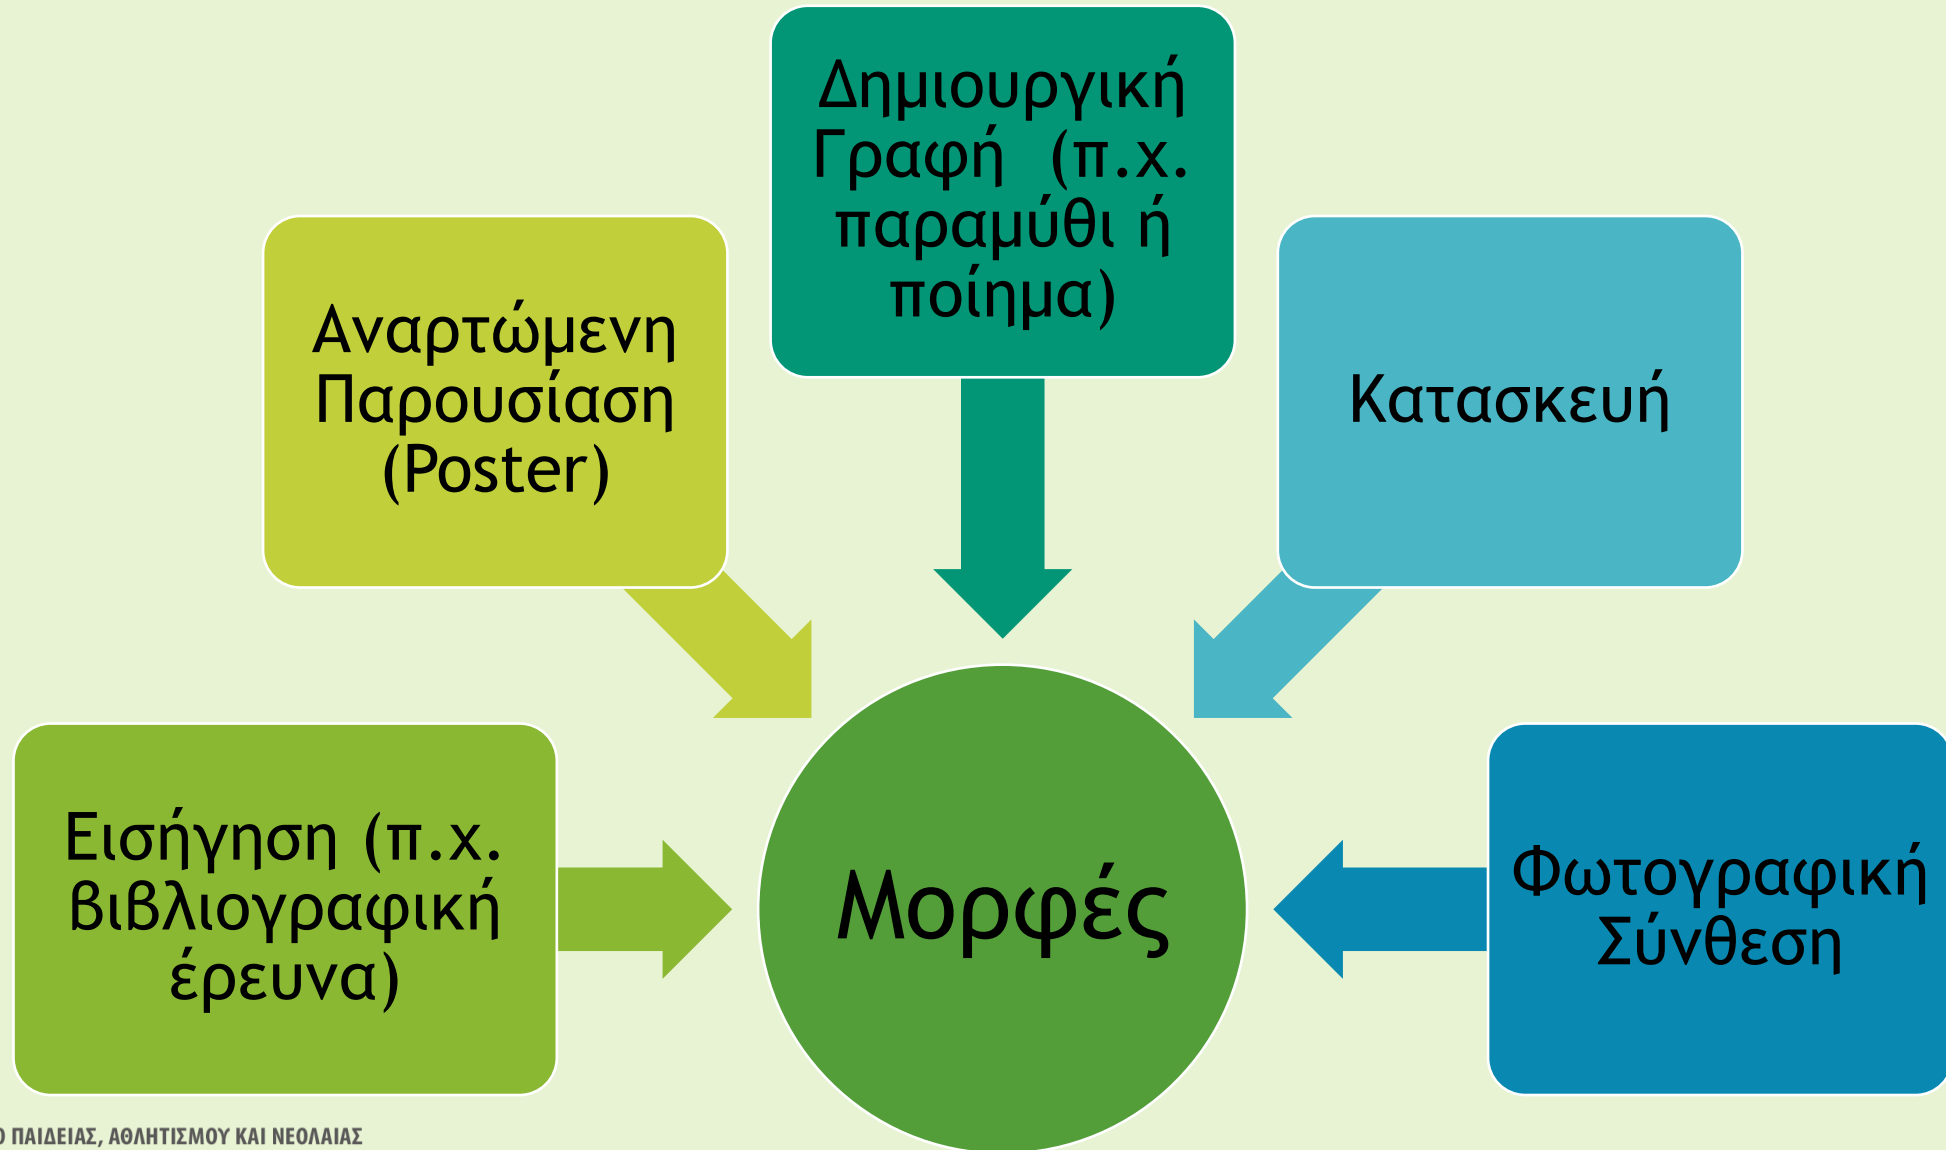 Δημιουργική
Γραφή (π.χ.
παραμύθι ή
ποίημα)
Αναρτώμενη
Παρουσίαση
(Poster)
Κατασκευή
Εισήγηση (π.χ.
βιβλιογραφική
έρευνα)
Μορφές
Φωτογραφική
Σύνθεση
ΠΑΙΔΕΙΑΣ, ΑΘΛΗΤΙΣΜΟΥ ΚΑΙ ΝΕΟΛΑΙΑΣ